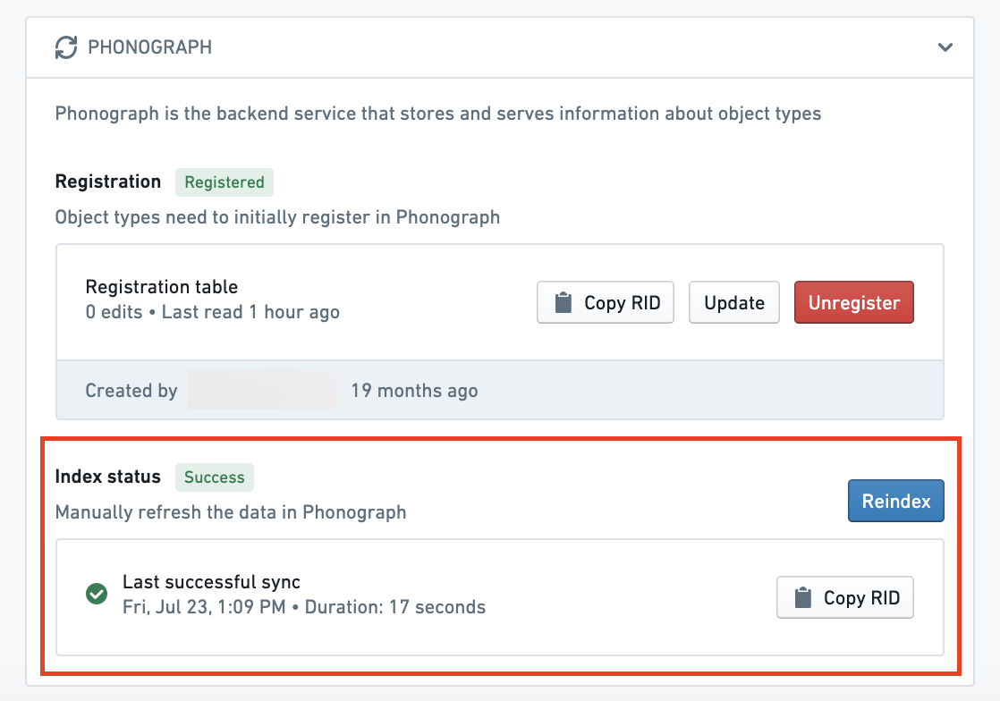 PHONOGRAPH
Phonograph is the backend service that stores and serves information about object types
Registration Registered
Object types need to initially register in Phonograph
Registration table
0 edits • Last read 1 hour ago
Copy RID Update Unregister
Created by 19 months ago
Index status Success
Manually refresh the data in Phonograph
Reindex
Last successful sync
Fri, Jul 23, 1:09 PM • Duration: 17 seconds
Copy RID